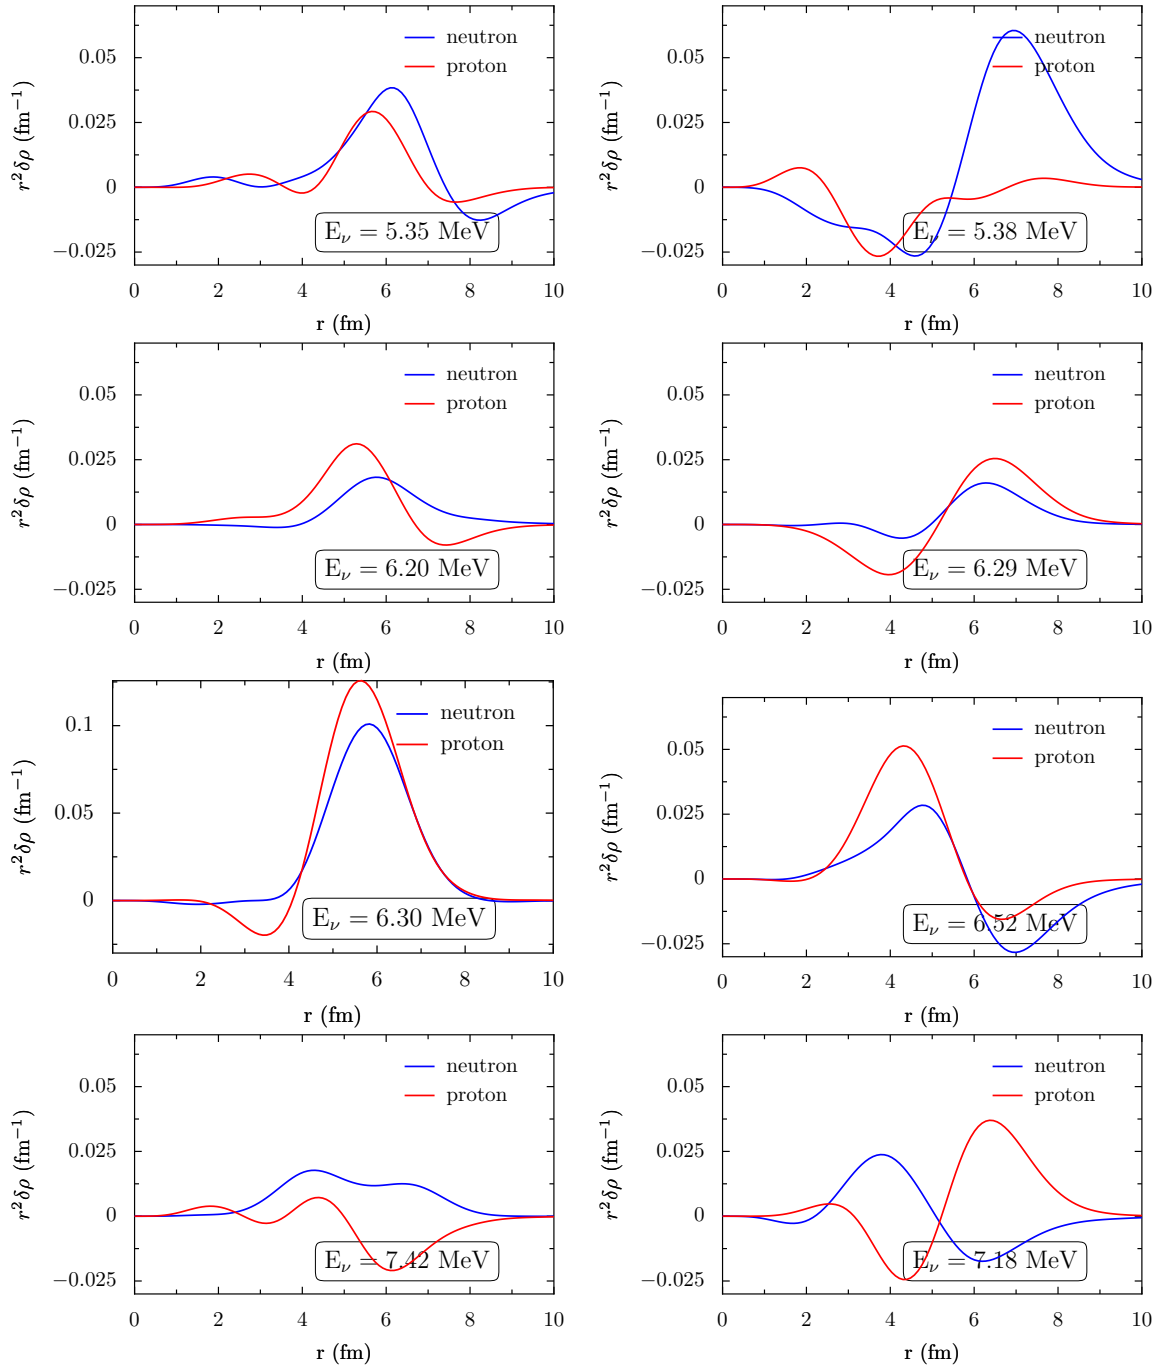 neutron
proton
0.05
0.025
0
−0.025
r²δρ (fm⁻¹)
E_ν = 5.35 MeV
0 2 4 6 8 10
r (fm)
neutron
proton
0.05
0.025
0
−0.025
r²δρ (fm⁻¹)
E_ν = 5.38 MeV
0 2 4 6 8 10
r (fm)
neutron
proton
0.05
0.025
0
−0.025
r²δρ (fm⁻¹)
E_ν = 6.20 MeV
0 2 4 6 8 10
r (fm)
neutron
proton
0.05
0.025
0
−0.025
r²δρ (fm⁻¹)
E_ν = 6.29 MeV
0 2 4 6 8 10
r (fm)
neutron
proton
0.1
0.05
0
r²δρ (fm⁻¹)
E_ν = 6.30 MeV
0 2 4 6 8 10
r (fm)
neutron
proton
0.05
0.025
0
−0.025
r²δρ (fm⁻¹)
E_ν = 6.52 MeV
0 2 4 6 8 10
r (fm)
neutron
proton
0.05
0.025
0
−0.025
r²δρ (fm⁻¹)
E_ν = 7.42 MeV
0 2 4 6 8 10
r (fm)
neutron
proton
0.05
0.025
0
−0.025
r²δρ (fm⁻¹)
E_ν = 7.18 MeV
0 2 4 6 8 10
r (fm)